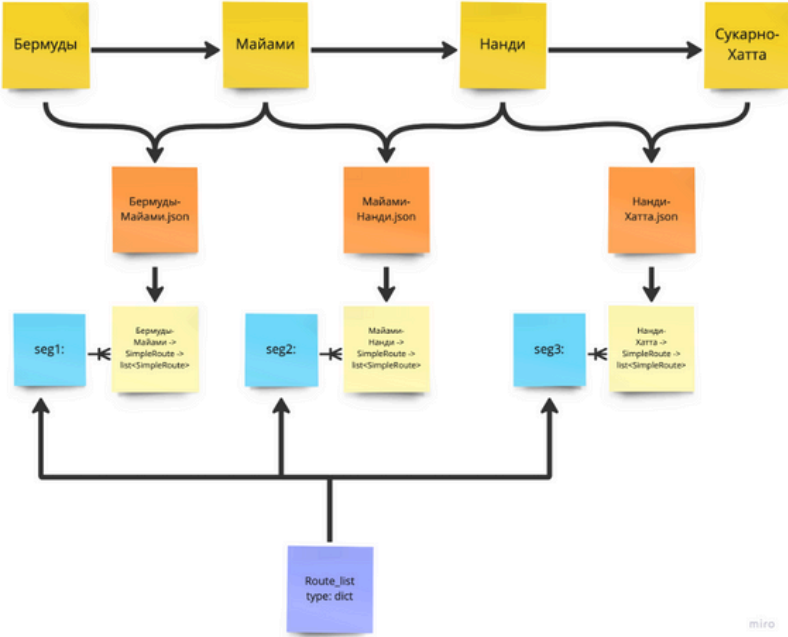 Бермуды
Майами
Нанди
Сукарно-
Хатта
Бермуды-
Майами.json
Майами-
Нанди.json
Нанди-
Хатта.json
seg1:
Бермуды-
Майами ->
SimpleRoute ->
list<SimpleRoute>
seg2:
Майами-
Нанди ->
SimpleRoute ->
list<SimpleRoute>
seg3:
Нанди-
Хатта ->
SimpleRoute ->
list<SimpleRoute>
Route_list
type: dict
miro